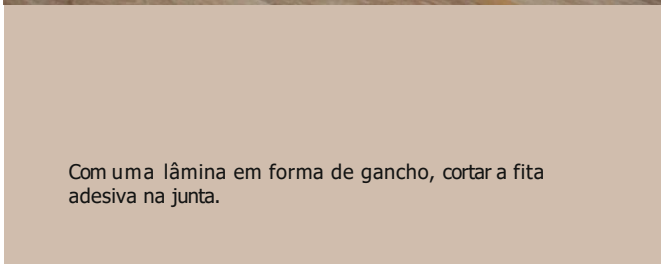 Com uma lâmina em forma de gancho, cortar a fita
adesiva na junta.